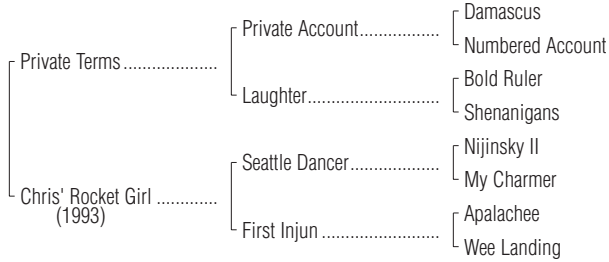 Damascus
Private Account..................
Numbered Account
Private Terms ....................
Bold Ruler
Laughter.............................
Shenanigans
Nijinsky II
Seattle Dancer....................
My Charmer
Chris' Rocket Girl .............
(1993)
Apalachee
First Injun ..........................
Wee Landing